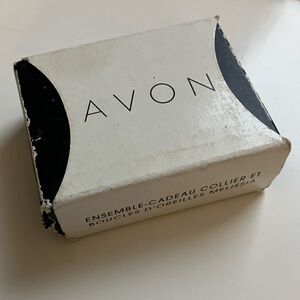 AVON
ENSEMBLE-CADEAU COLLIER ET
BOUCLES D'OREILLES MELISSIA